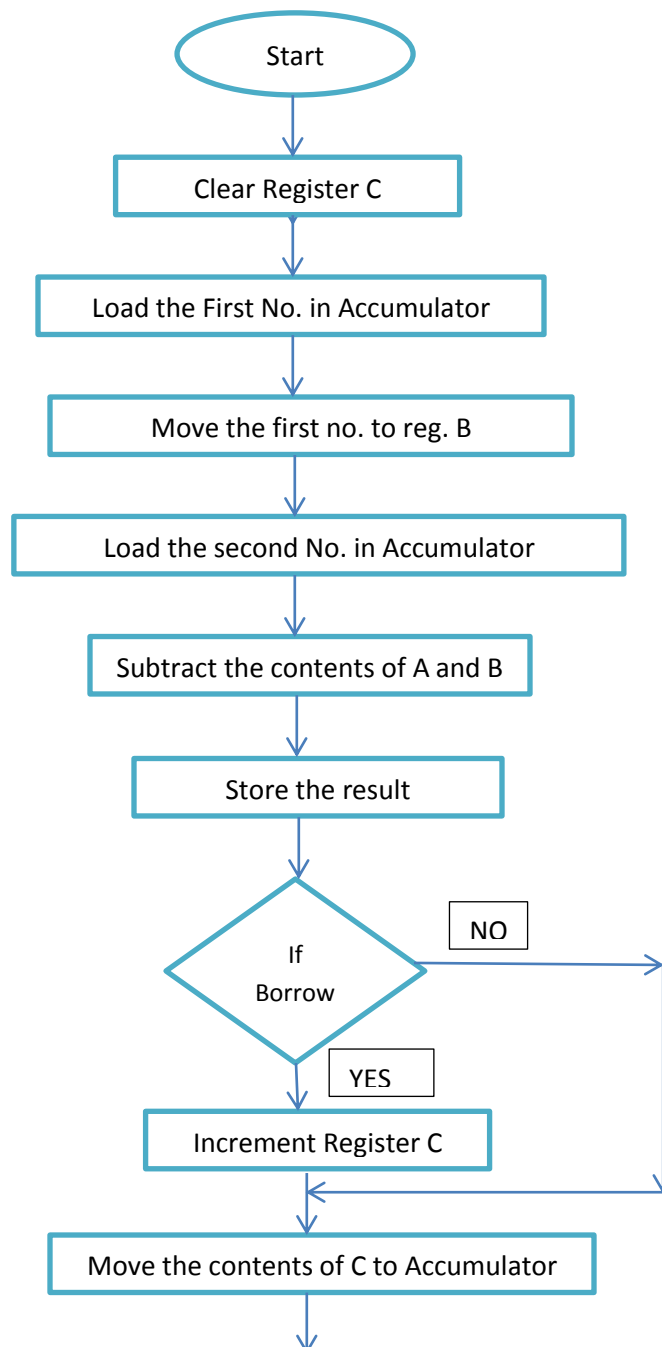 Start
Clear Register C
Load the First No. in Accumulator
Move the first no. to reg. B
Load the second No. in Accumulator
Subtract the contents of A and B
Store the result
If
Borrow
NO
YES
Increment Register C
Move the contents of C to Accumulator